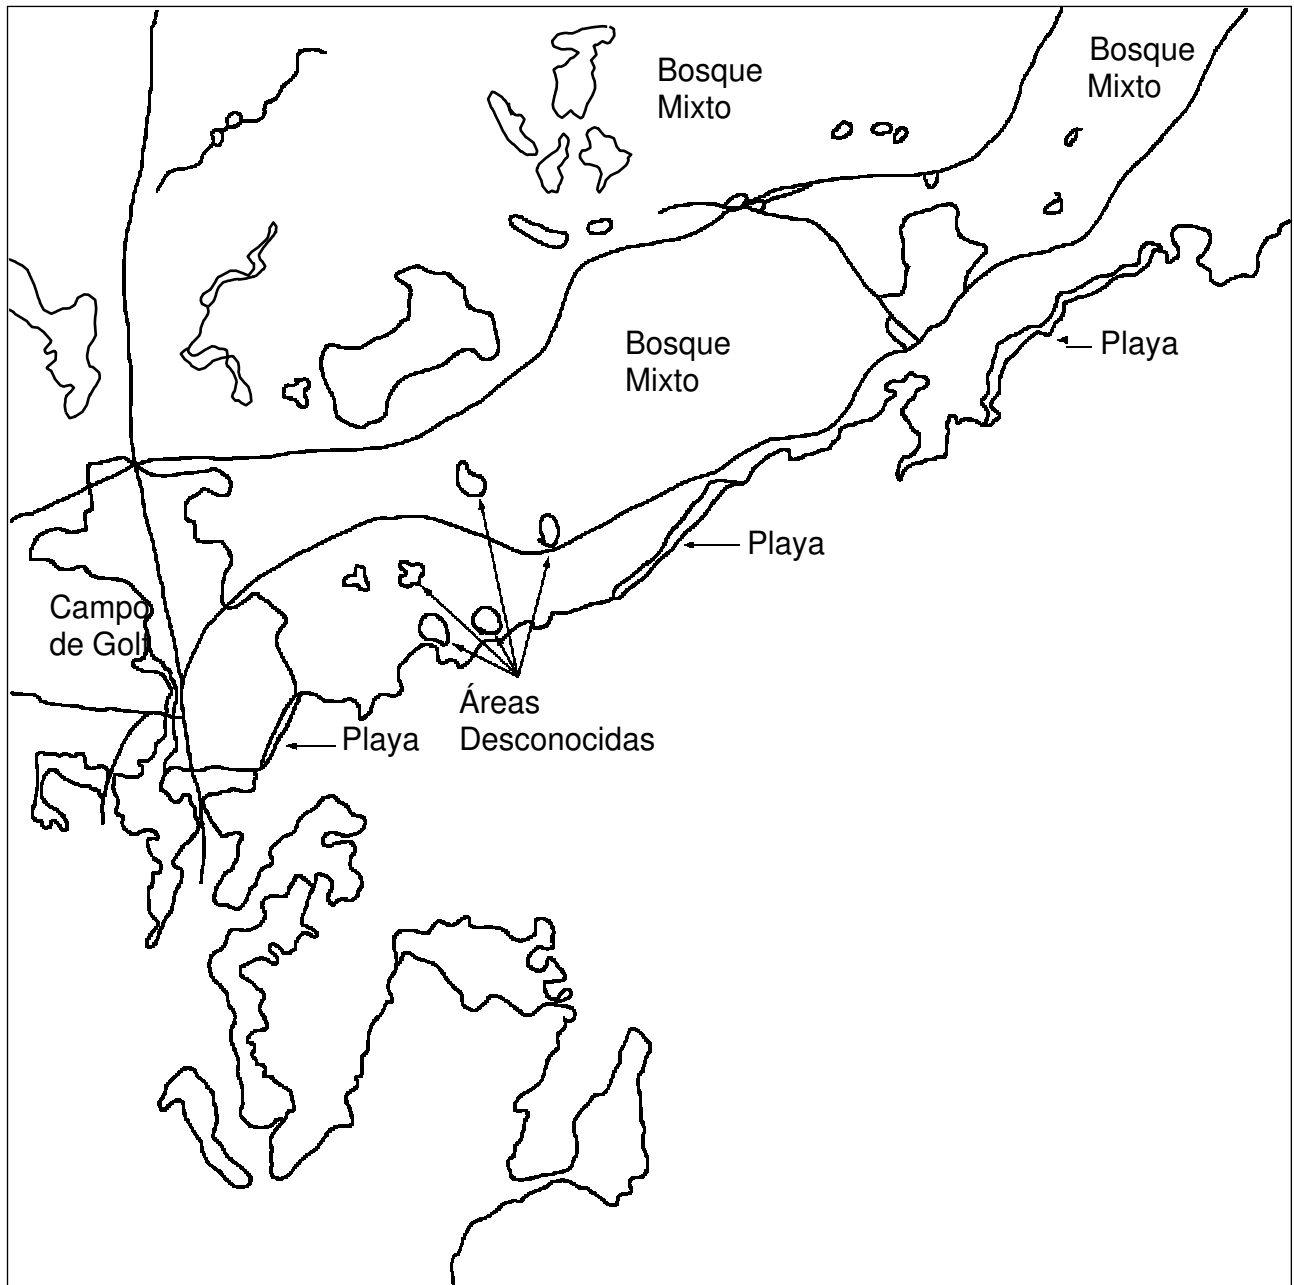 Bosque
Mixto
Bosque
Mixto
Bosque
Mixto
Playa
Playa
Campo
de Golf
Áreas
Desconocidas
Playa